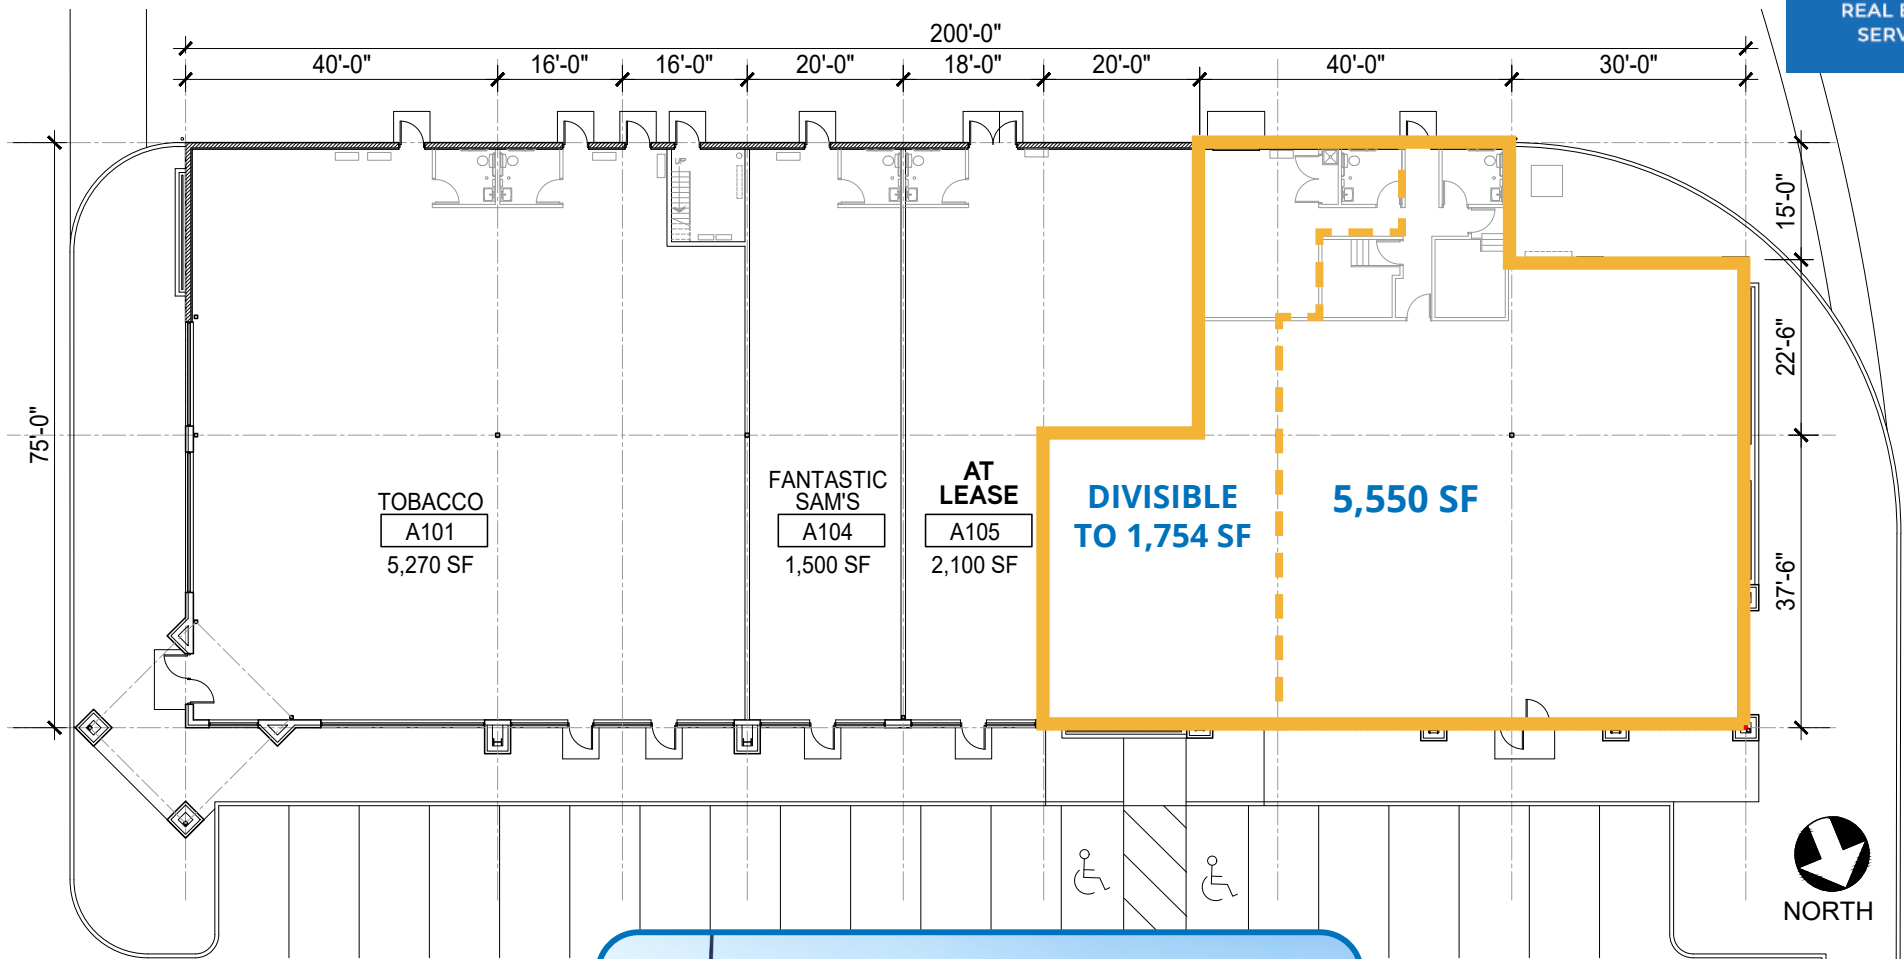 REAL E
SERV
200'-0"
40'-0"
16'-0"
16'-0"
20'-0"
18'-0"
20'-0"
40'-0"
30'-0"
15'-0"
22'-6"
37'-6"
75'-0"
UP
TOBACCO
A101
5,270 SF
FANTASTIC
SAM'S
A104
1,500 SF
AT
LEASE
A105
2,100 SF
DIVISIBLE
TO 1,754 SF
5,550 SF
NORTH